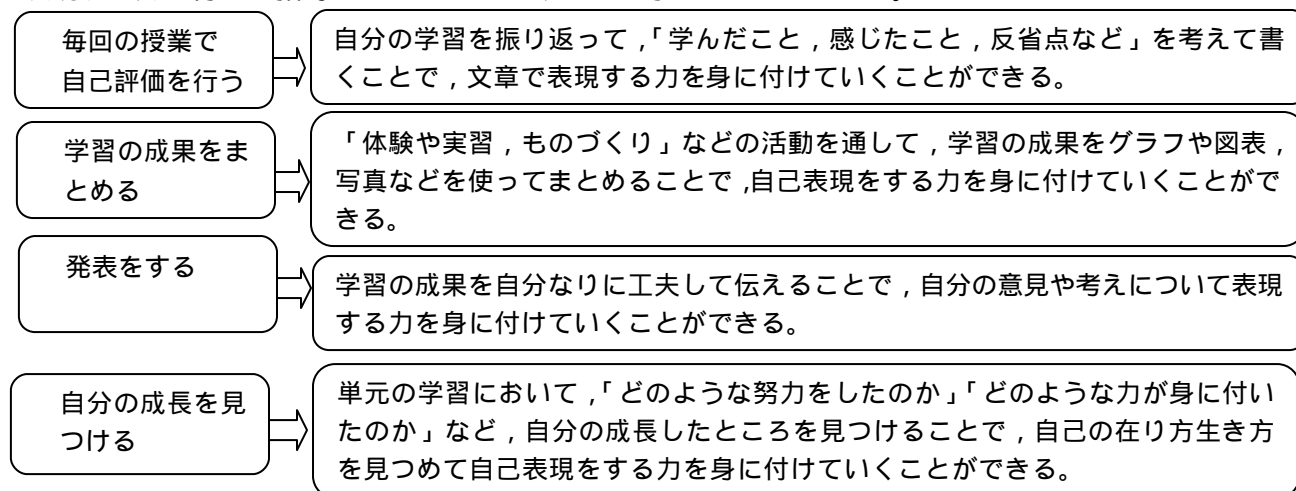 毎回の授業で
自己評価を行う
自分の学習を振り返って，「学んだこと，感じたこと，反省点など」を考えて書
くことで，文章で表現する力を身に付けていくことができる。
学習の成果をま
とめる
「体験や実習，ものづくり」などの活動を通して，学習の成果をグラフや図表，
写真などを使ってまとめることで，自己表現をする力を身に付けていくことがで
きる。
発表をする
学習の成果を自分なりに工夫して伝えることで，自分の意見や考えについて表現
する力を身に付けていくことができる。
自分の成長を見
つける
単元の学習において，「どのような努力をしたのか」「どのような力が身に付い
たのか」など，自分の成長したところを見つけることで，自己の在り方生き方
を見つめて自己表現をする力を身に付けていくことができる。